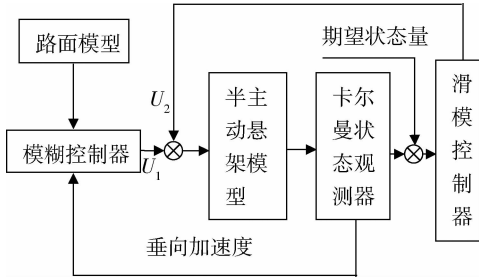 路面模型
期望状态量
U₂
半主
动悬
架模
型
卡尔
曼状
态观
测器
滑
模
控
制
器
模糊控制器
U₁
垂向加速度